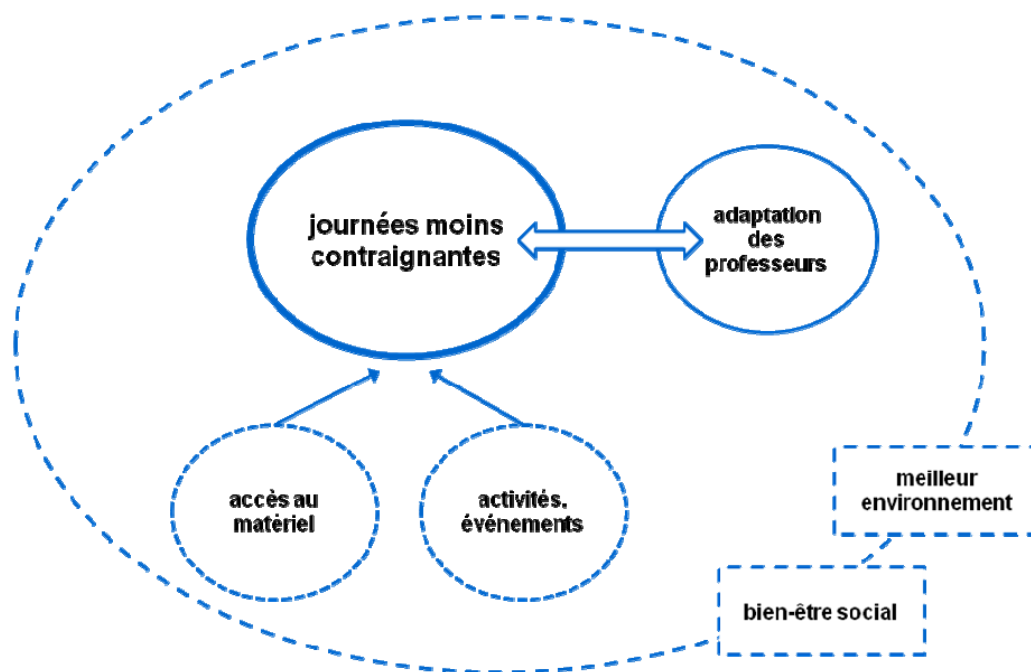 journées moins
contraignantes
adaptation
des
professeurs
accès au
matériel
activités,
événements
meilleur
environnement
bien-être social